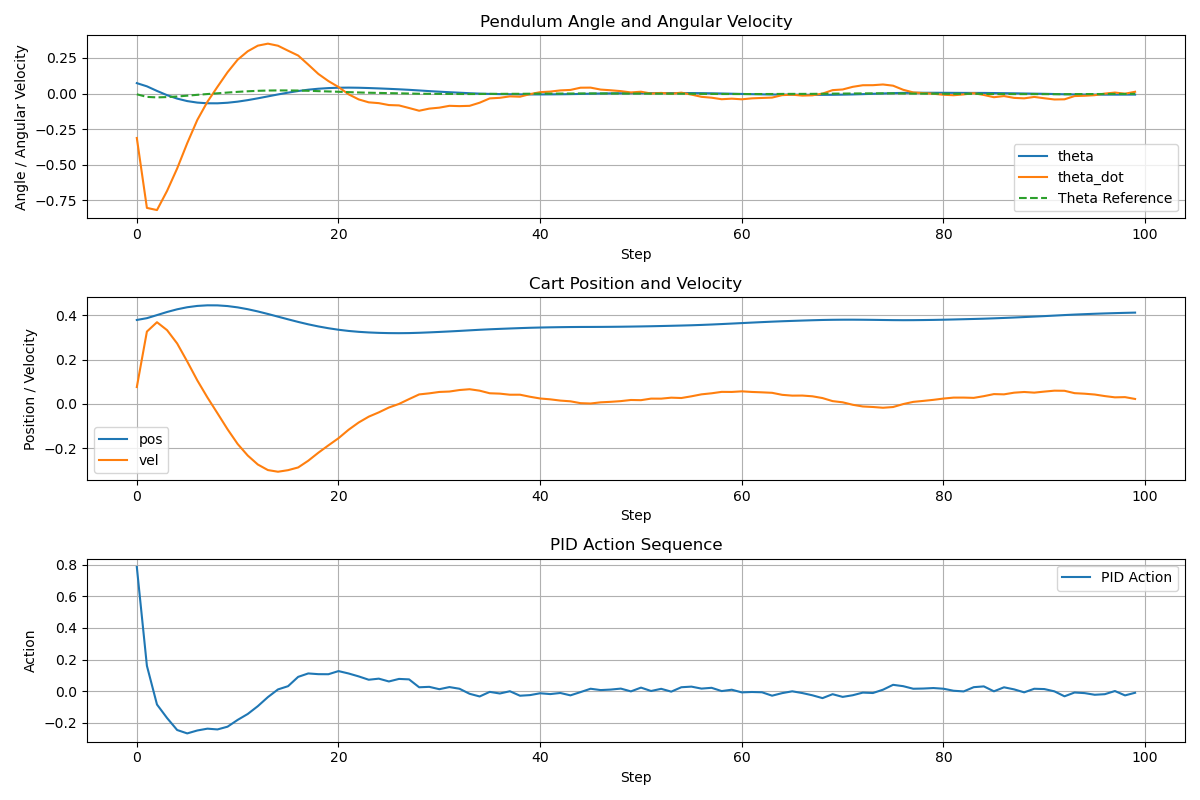 Pendulum Angle and Angular Velocity
Angle / Angular Velocity
0.25
0.00
−0.25
−0.50
−0.75
theta
theta_dot
Theta Reference
0 20 40 60 80 100
Step
Cart Position and Velocity
Position / Velocity
0.4
0.2
0.0
−0.2
pos
vel
0 20 40 60 80 100
Step
PID Action Sequence
Action
0.8
0.6
0.4
0.2
0.0
−0.2
PID Action
0 20 40 60 80 100
Step